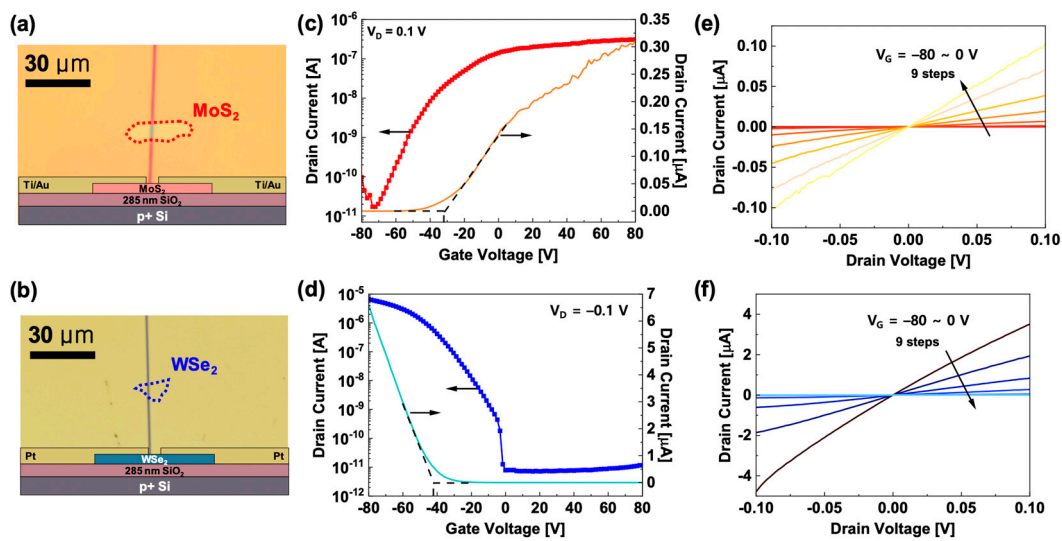 (a)
30 µm
MoS2
Ti/Au
MoS2
Ti/Au
285 nm SiO2
p+ Si
(b)
30 µm
WSe2
Pt
WSe2
Pt
285 nm SiO2
p+ Si
(c)
VD = 0.1 V
Drain Current [A]
10-6
10-7
10-8
10-9
10-10
10-11
0.35
0.30
0.25
0.20
0.15
0.10
0.05
0.00
Drain Current [µA]
-80 -60 -40 -20 0 20 40 60 80
Gate Voltage [V]
(d)
VD = −0.1 V
Drain Current [A]
10-5
10-6
10-7
10-8
10-9
10-10
10-11
10-12
7
6
5
4
3
2
1
0
Drain Current [µA]
-80 -60 -40 -20 0 20 40 60 80
Gate Voltage [V]
(e)
VG = −80 ~ 0 V
9 steps
Drain Current [µA]
0.10
0.05
0.00
-0.05
-0.10
-0.10 -0.05 0.00 0.05 0.10
Drain Voltage [V]
(f)
VG = −80 ~ 0 V
9 steps
Drain Current [µA]
4
2
0
-2
-4
-0.10 -0.05 0.00 0.05 0.10
Drain Voltage [V]